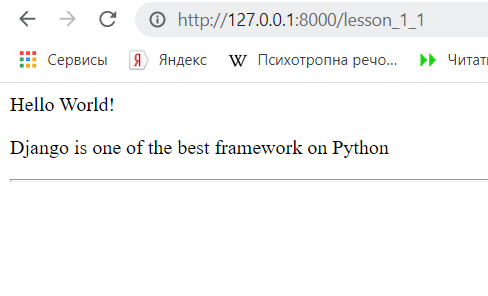 http://127.0.0.1:8000/lesson_1_1
Сервисы Я Яндекс W Психотропна речо... Читать
Hello World!
Django is one of the best framework on Python